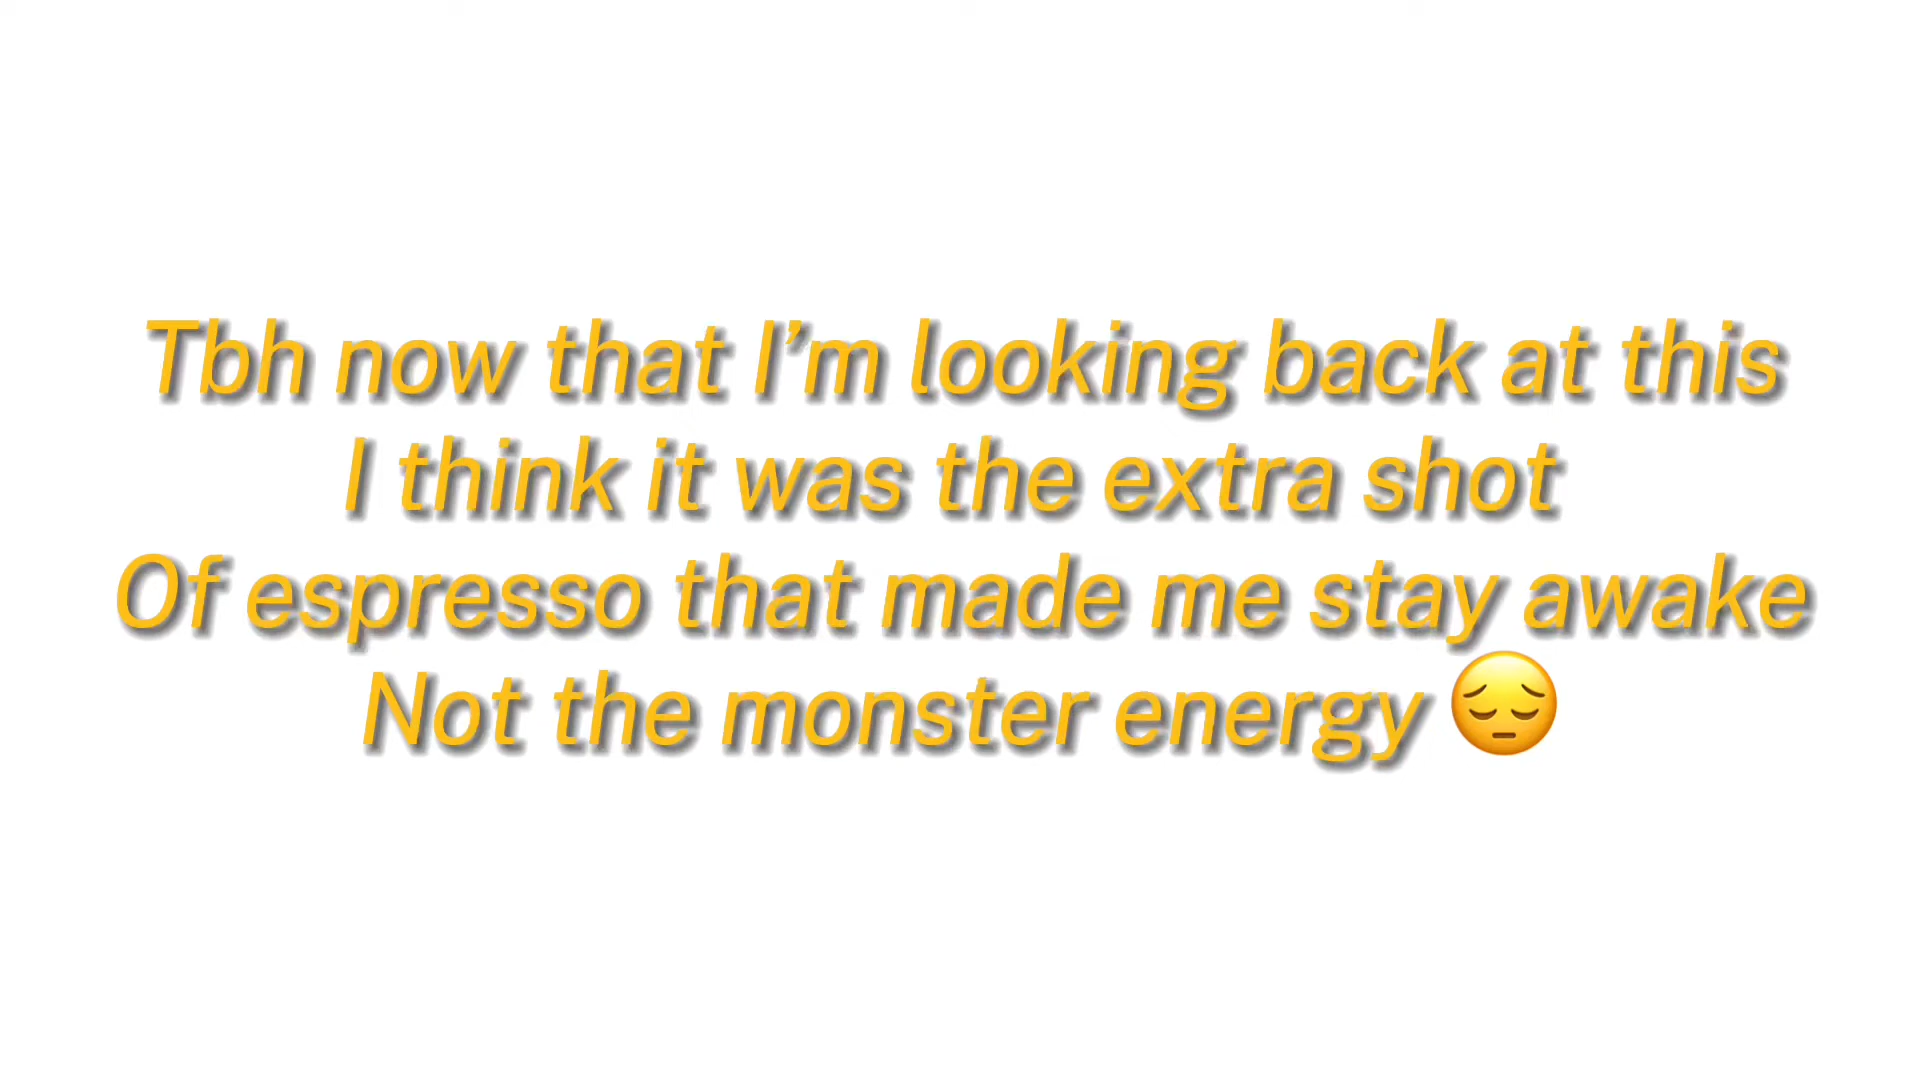 Tbh now that I’m looking back at this
I think it was the extra shot
Of espresso that made me stay awake
Not the monster energy 😔